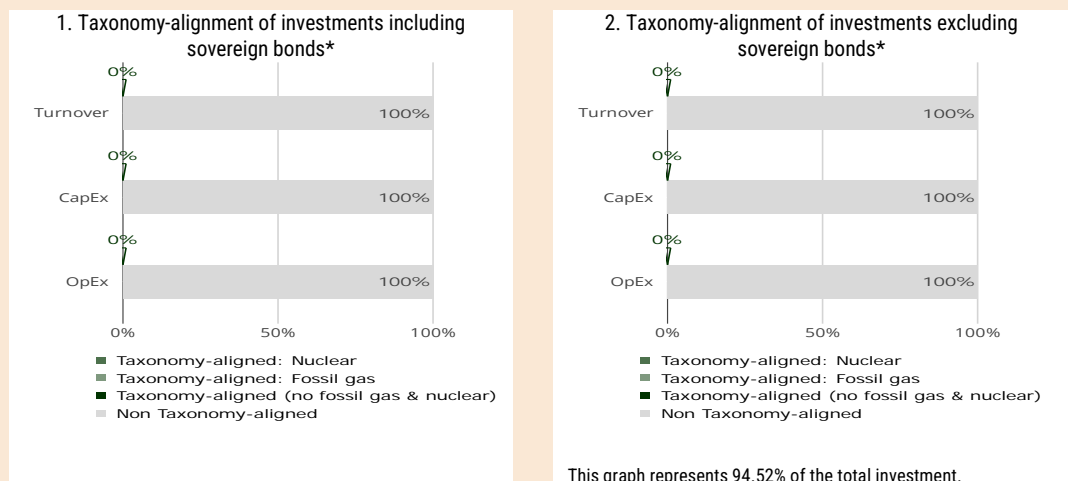 1. Taxonomy-alignment of investments including
sovereign bonds*
0%
Turnover
100%
0%
CapEx
100%
0%
OpEx
100%
0%
50%
100%
Taxonomy-aligned: Nuclear
Taxonomy-aligned: Fossil gas
Taxonomy-aligned (no fossil gas & nuclear)
Non Taxonomy-aligned
2. Taxonomy-alignment of investments excluding
sovereign bonds*
0%
Turnover
100%
0%
CapEx
100%
0%
OpEx
100%
0%
50%
100%
Taxonomy-aligned: Nuclear
Taxonomy-aligned: Fossil gas
Taxonomy-aligned (no fossil gas & nuclear)
Non Taxonomy-aligned
This graph represents 94.52% of the total investment.